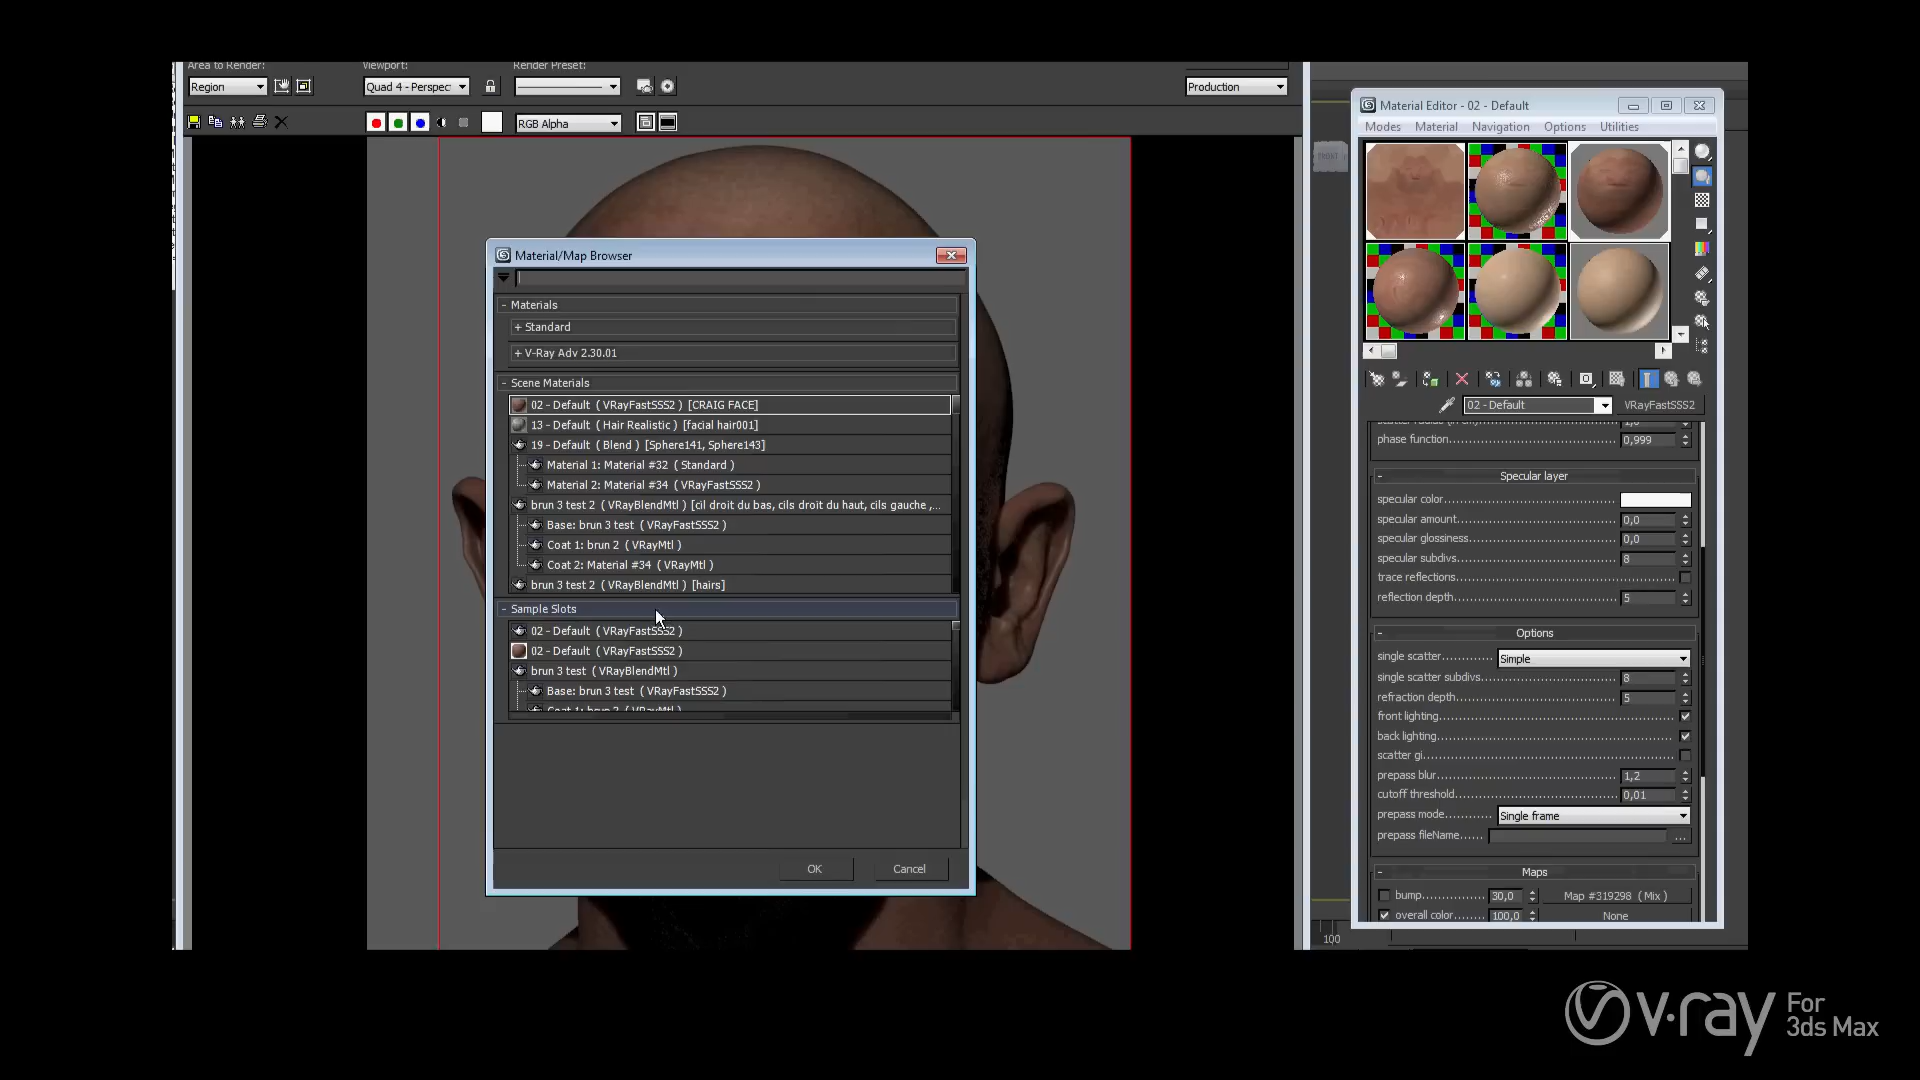 Area to Render:
Viewport:
Render Preset:
Region
Quad 4 - Perspec
Production
RGB Alpha
Material/Map Browser
- Materials
+ Standard
+ V-Ray Adv 2.30.01
- Scene Materials
02 - Default ( VRayFastSSS2 ) [CRAIG FACE]
13 - Default ( Hair Realistic ) [facial hair001]
19 - Default ( Blend ) [Sphere141, Sphere143]
Material 1: Material #32 ( Standard )
Material 2: Material #34 ( VRayFastSSS2 )
brun 3 test 2 ( VRayBlendMtl ) [cil droit du bas, cils droit du haut, cils gauche ,...
Base: brun 3 test ( VRayFastSSS2 )
Coat 1: brun 2 ( VRayMtl )
Coat 2: Material #34 ( VRayMtl )
brun 3 test 2 ( VRayBlendMtl ) [hairs]
- Sample Slots
02 - Default ( VRayFastSSS2 )
02 - Default ( VRayFastSSS2 )
brun 3 test ( VRayBlendMtl )
Base: brun 3 test ( VRayFastSSS2 )
Coat 1: brun 2 ( VRayMtl )
OK
Cancel
FRONT
Material Editor - 02 - Default
Modes Material Navigation Options Utilities
02 - Default
VRayFastSSS2
phase function 0,999
- Specular layer
specular color
specular amount 0,0
specular glossiness 0,0
specular subdivs 8
trace reflections
reflection depth 5
- Options
single scatter Simple
single scatter subdivs 8
refraction depth 5
front lighting
back lighting
scatter gi
prepass blur 1,2
cutoff threshold 0,01
prepass mode Single frame
prepass fileName ...
- Maps
bump 30,0 Map #319298 ( Mix )
overall color 100,0 None
100
v·ray For
3ds Max